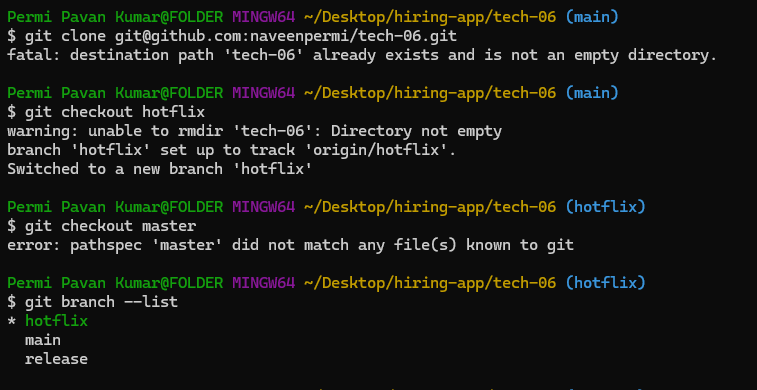 Permi Pavan Kumar@FOLDER MINGW64 ~/Desktop/hiring-app/tech-06 (main)
$ git clone git@github.com:naveenpermi/tech-06.git
fatal: destination path 'tech-06' already exists and is not an empty directory.
Permi Pavan Kumar@FOLDER MINGW64 ~/Desktop/hiring-app/tech-06 (main)
$ git checkout hotflix
warning: unable to rmdir 'tech-06': Directory not empty
branch 'hotflix' set up to track 'origin/hotflix'.
Switched to a new branch 'hotflix'
Permi Pavan Kumar@FOLDER MINGW64 ~/Desktop/hiring-app/tech-06 (hotflix)
$ git checkout master
error: pathspec 'master' did not match any file(s) known to git
Permi Pavan Kumar@FOLDER MINGW64 ~/Desktop/hiring-app/tech-06 (hotflix)
$ git branch --list
* hotflix
main
release